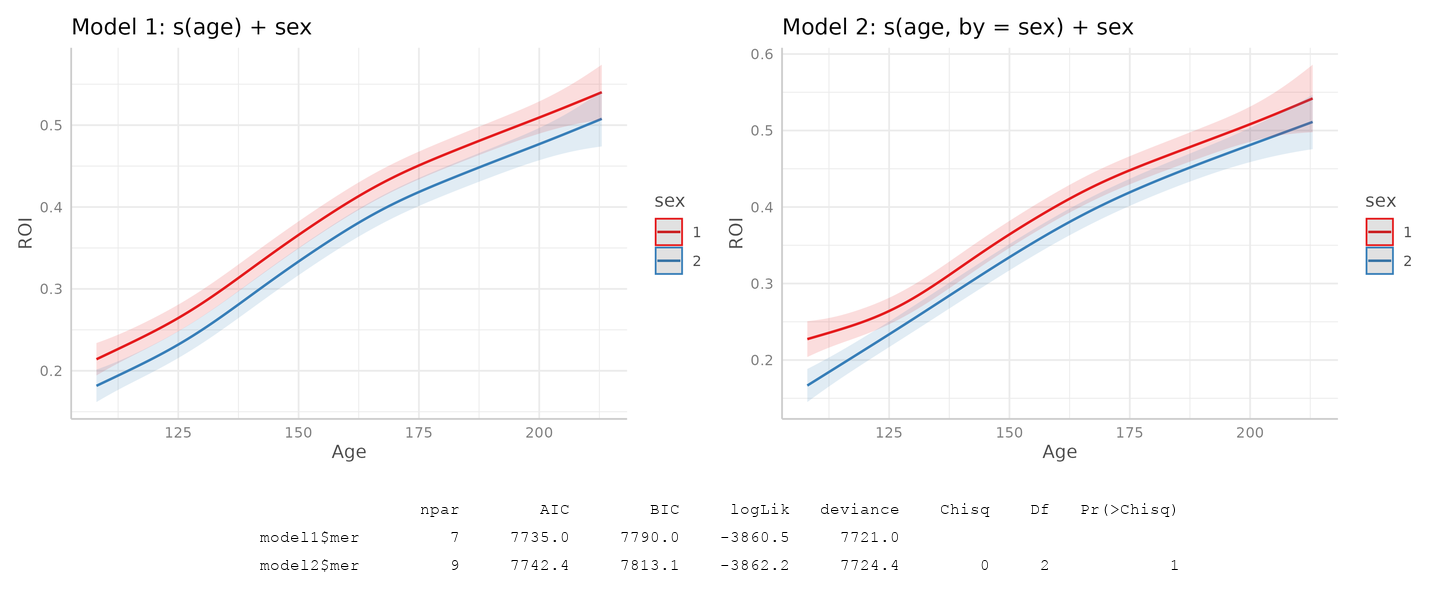 Model 1: s(age) + sex
0.5
0.4
0.3
0.2
ROI
125 150 175 200
Age
sex
1
2
Model 2: s(age, by = sex) + sex
0.6
0.5
0.4
0.3
0.2
ROI
125 150 175 200
Age
sex
1
2
npar AIC BIC logLik deviance Chisq Df Pr(>Chisq)
model1$mer 7 7735.0 7790.0 -3860.5 7721.0
model2$mer 9 7742.4 7813.1 -3862.2 7724.4 0 2 1